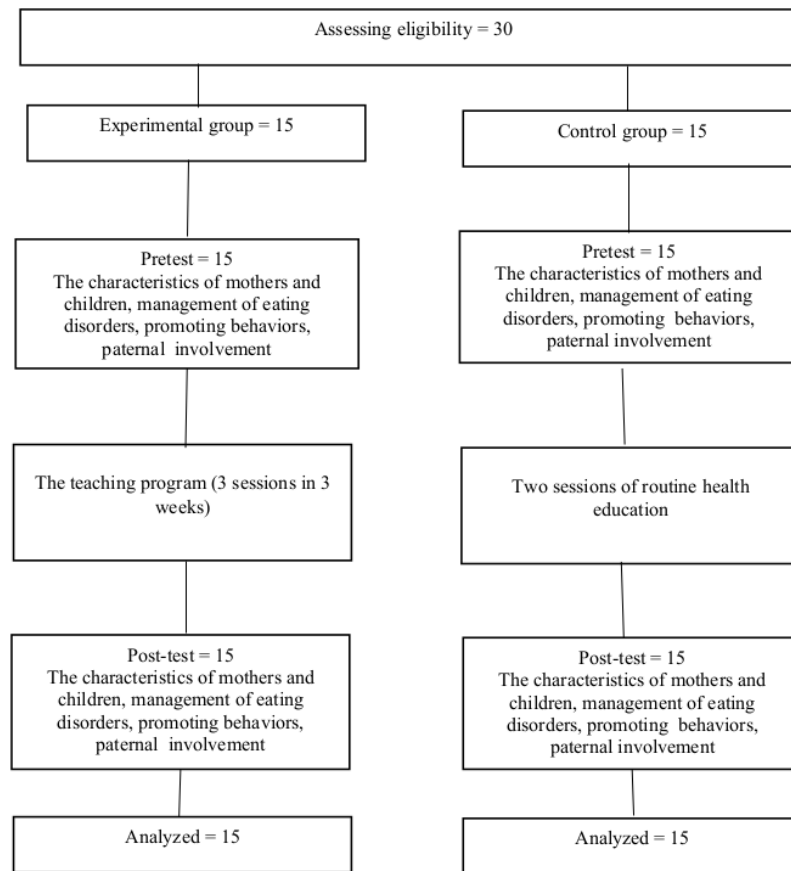 Assessing eligibility = 30
Experimental group = 15
Control group = 15
Pretest = 15
The characteristics of mothers and
children, management of eating
disorders, promoting behaviors,
paternal involvement
Pretest = 15
The characteristics of mothers and
children, management of eating
disorders, promoting behaviors,
paternal involvement
The teaching program (3 sessions in 3
weeks)
Two sessions of routine health
education
Post-test = 15
The characteristics of mothers and
children, management of eating
disorders, promoting behaviors,
paternal involvement
Post-test = 15
The characteristics of mothers and
children, management of eating
disorders, promoting behaviors,
paternal involvement
Analyzed = 15
Analyzed = 15